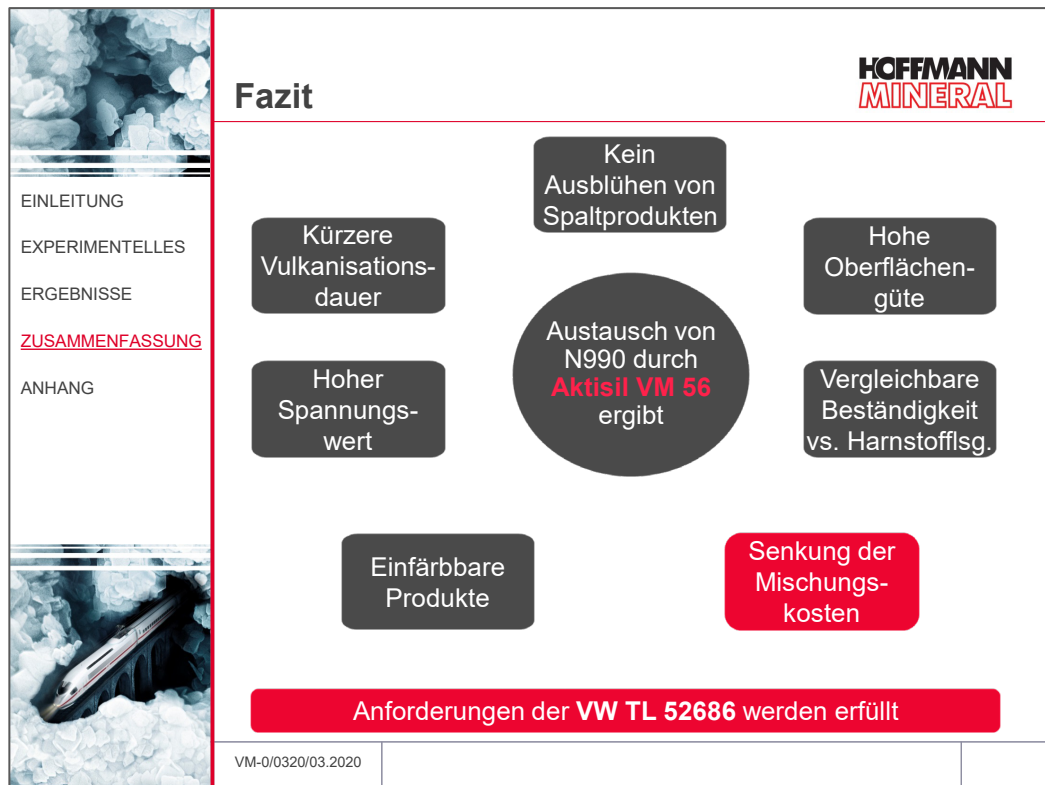 Fazit
HOFFMANN
MINERAL
EINLEITUNG
EXPERIMENTELLES
ERGEBNISSE
ZUSAMMENFASSUNG
ANHANG
Kein
Ausblühen von
Spaltprodukten
Kürzere
Vulkanisations-
dauer
Hohe
Oberflächen-
güte
Austausch von
N990 durch
Aktisil VM 56
ergibt
Hoher
Spannungs-
wert
Vergleichbare
Beständigkeit
vs. Harnstofflsg.
Einfärbbare
Produkte
Senkung der
Mischungs-
kosten
Anforderungen der VW TL 52686 werden erfüllt
VM-0/0320/03.2020